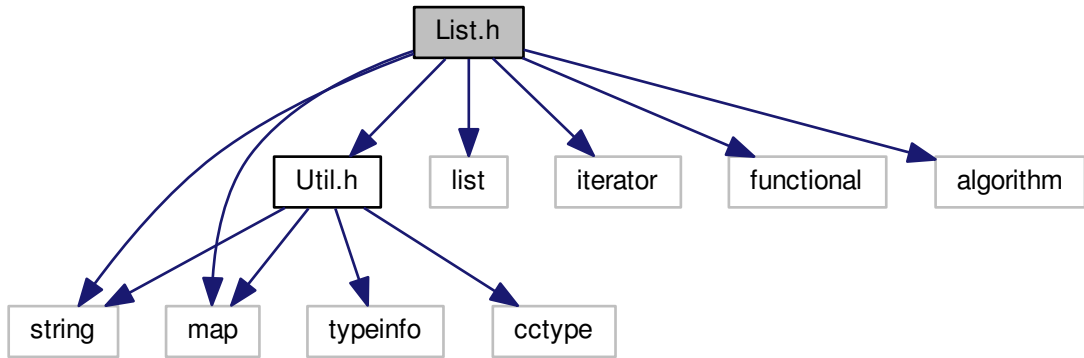 List.h
Util.h
list
iterator
functional
algorithm
string
map
typeinfo
cctype